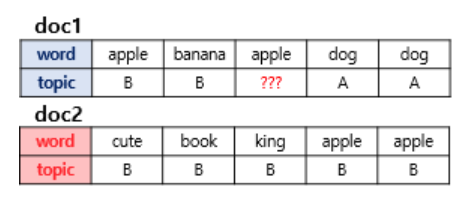 doc1
word apple banana apple dog dog
topic B B ??? A A
doc2
word cute book king apple apple
topic B B B B B